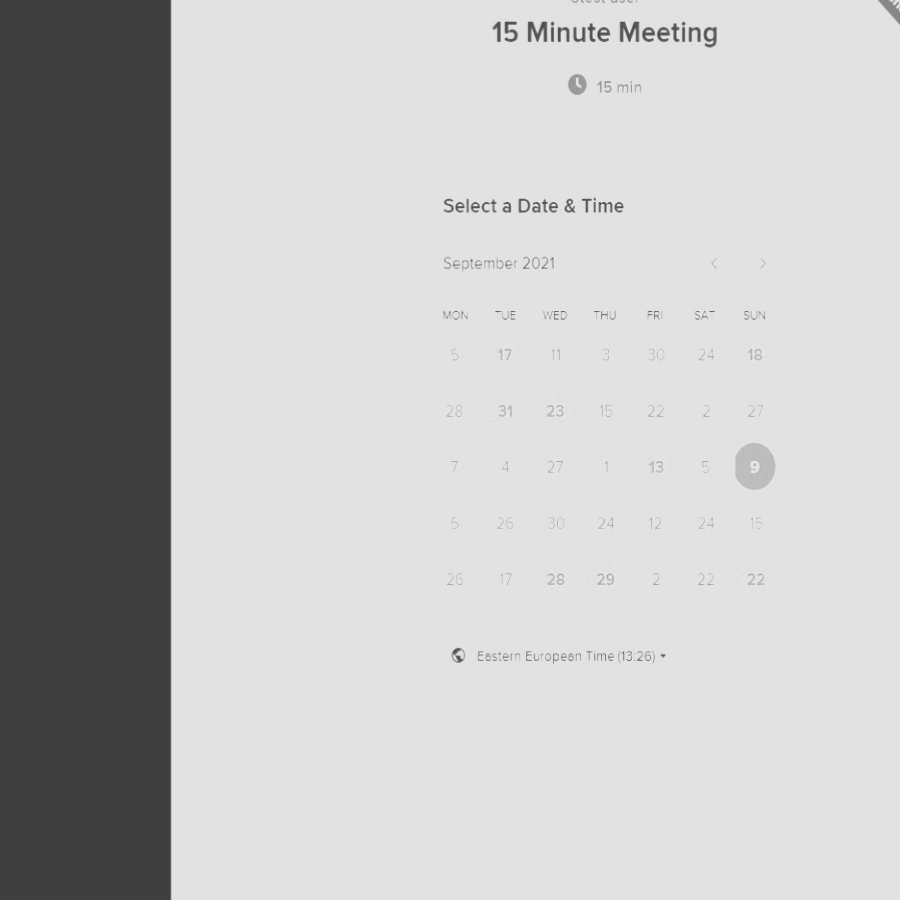 15 Minute Meeting
15 min
Select a Date & Time
September 2021
MON TUE WED THU FRI SAT SUN
5 17 11 3 30 24 18
28 31 23 15 22 2 27
7 4 27 1 13 5 9
5 26 30 24 12 24 15
26 17 28 29 2 22 22
Eastern European Time (13:26)